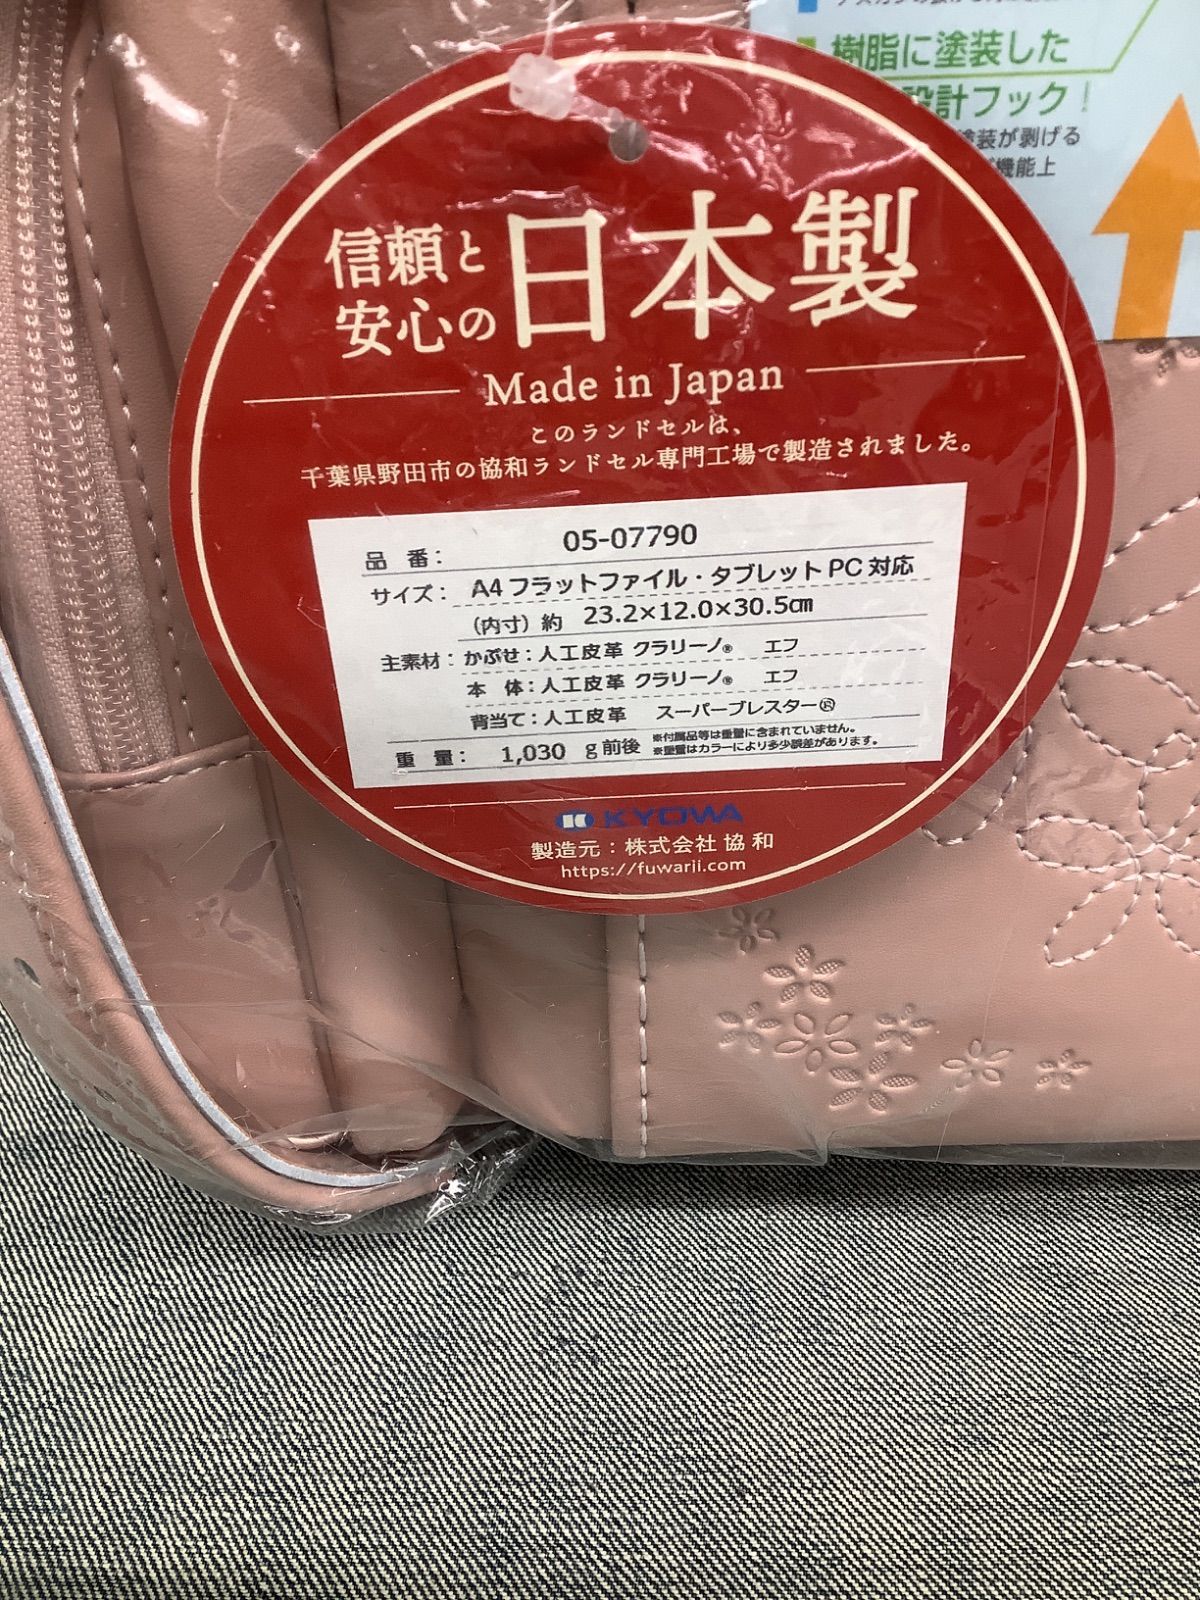 樹脂に塗装した
設計フック！
塗装が剥げる
機能上
信頼と
安心の
日本製
Made in Japan
このランドセルは、
千葉県野田市の協和ランドセル専門工場で製造されました。
品 番： 05-07790
サイズ： A4フラットファイル・タブレットPC対応
（内寸）約 23.2×12.0×30.5㎝
主素材：かぶせ：人工皮革 クラリーノ® エフ
本 体：人工皮革 クラリーノ® エフ
背当て：人工皮革 スーパーブレスター®
重 量： 1,030 g前後 ※付属品等は重量に含まれていません。
※重量はカラーにより多少誤差があります。
KYOWA
製造元：株式会社 協 和
https://fuwarii.com